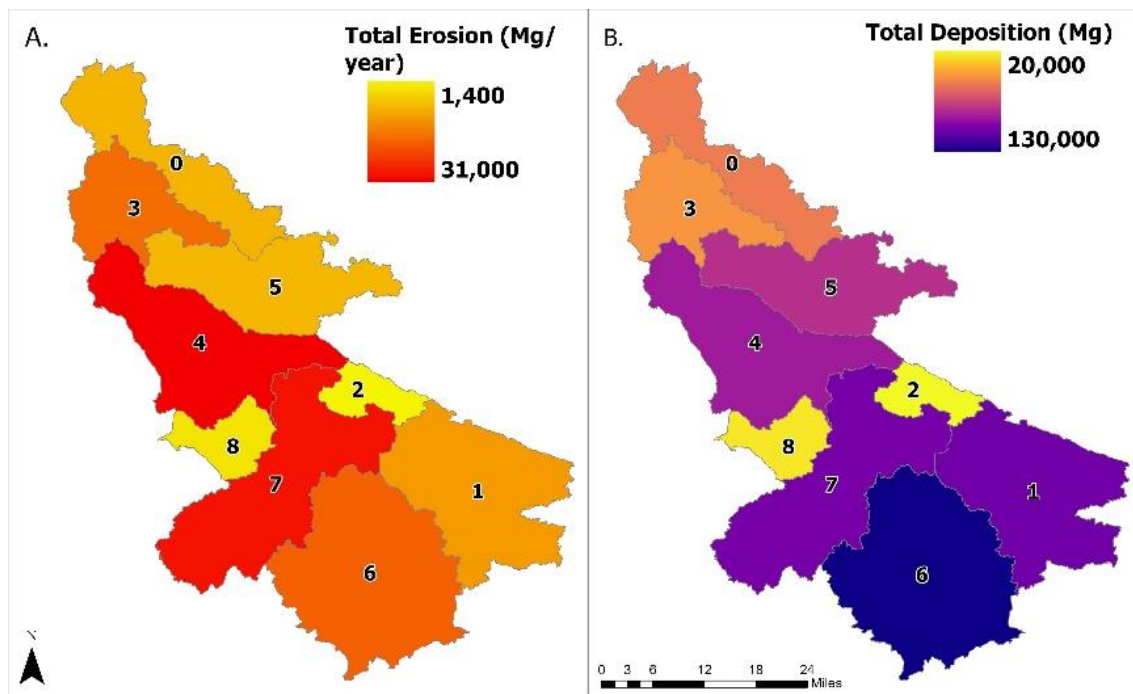 A.
Total Erosion (Mg/
year)
1,400
31,000
0
3
5
4
2
8
7
1
6
N
B.
Total Deposition (Mg)
20,000
130,000
0
3
5
4
2
8
7
1
6
0 3 6 12 18 24
Miles